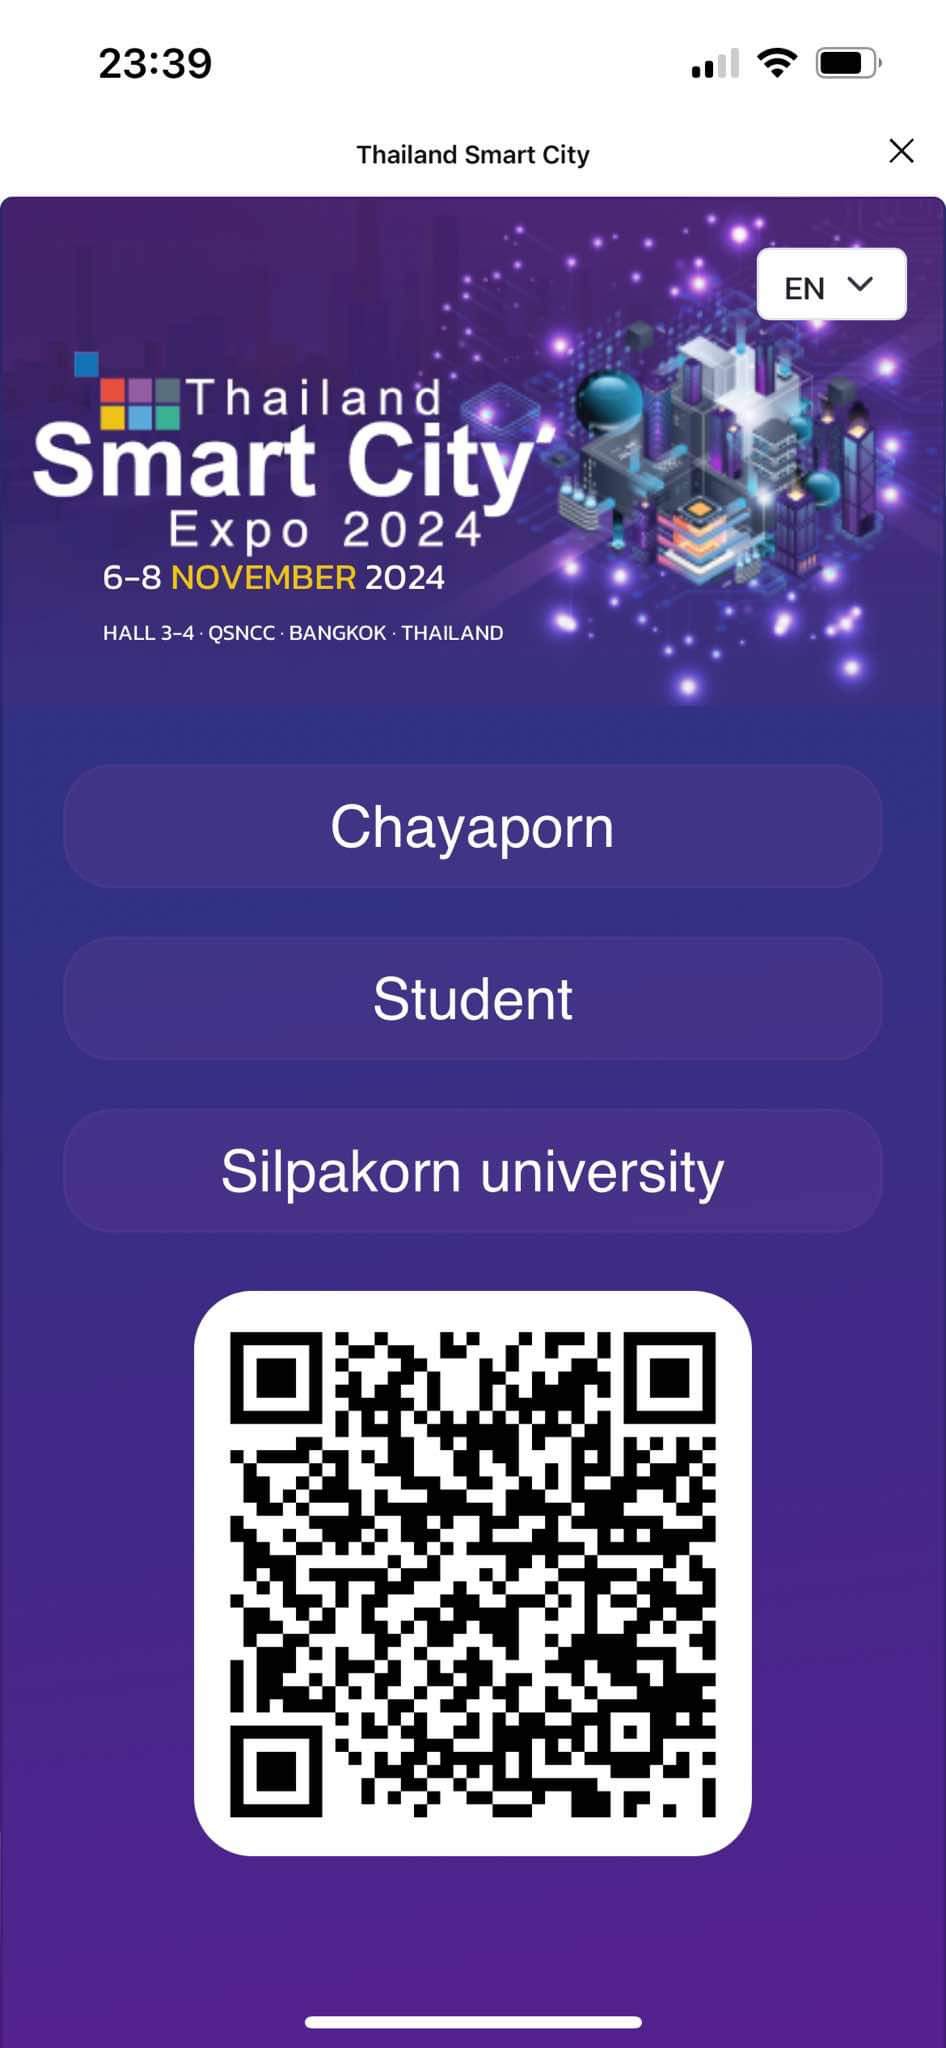 23:39
Thailand Smart City
EN
Thailand
Smart City
Expo 2024
6-8 NOVEMBER 2024
HALL 3-4 · QSNCC · BANGKOK · THAILAND
Chayaporn
Student
Silpakorn university